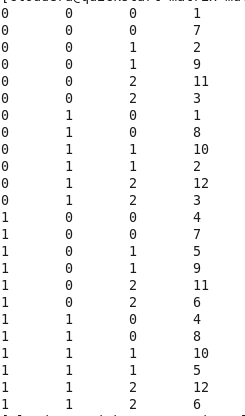 0 0 0 1
0 0 0 7
0 0 1 2
0 0 1 9
0 0 2 11
0 0 2 3
0 1 0 1
0 1 0 8
0 1 1 10
0 1 1 2
0 1 2 12
0 1 2 3
1 0 0 4
1 0 0 7
1 0 1 5
1 0 1 9
1 0 2 11
1 0 2 6
1 1 0 4
1 1 0 8
1 1 1 10
1 1 1 5
1 1 2 12
1 1 2 6